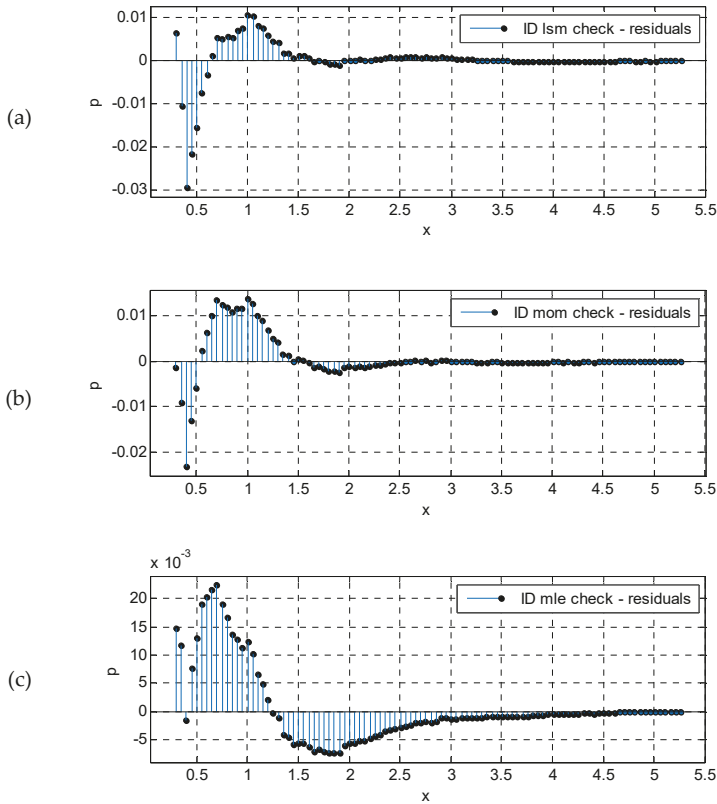 (a)
p
0.01
0
-0.01
-0.02
-0.03
ID lsm check - residuals
0.5 1 1.5 2 2.5 3 3.5 4 4.5 5 5.5
x
(b)
p
0.01
0
-0.01
-0.02
ID mom check - residuals
0.5 1 1.5 2 2.5 3 3.5 4 4.5 5 5.5
x
(c)
x 10^-3
p
20
15
10
5
0
-5
ID mle check - residuals
0.5 1 1.5 2 2.5 3 3.5 4 4.5 5 5.5
x